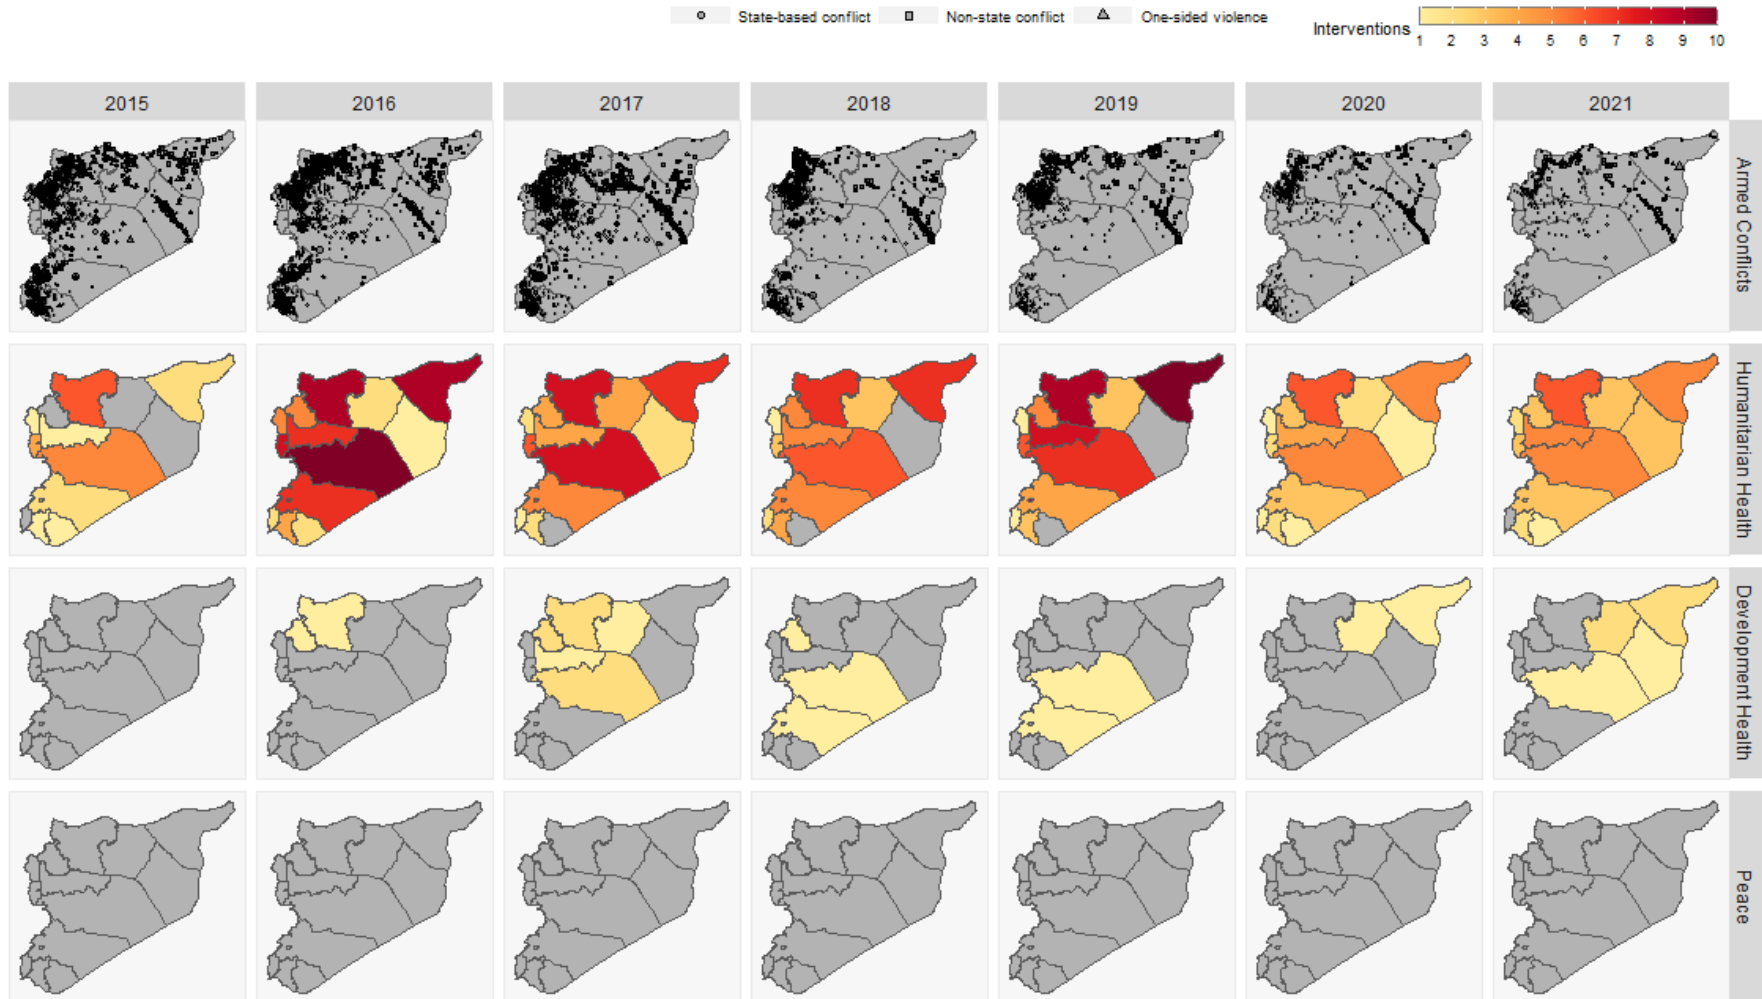 State-based conflict Non-state conflict One-sided violence
Interventions
1 2 3 4 5 6 7 8 9 10
2015 2016 2017 2018 2019 2020 2021
Armed Conflicts
Humanitarian Health
Development Health
Peace